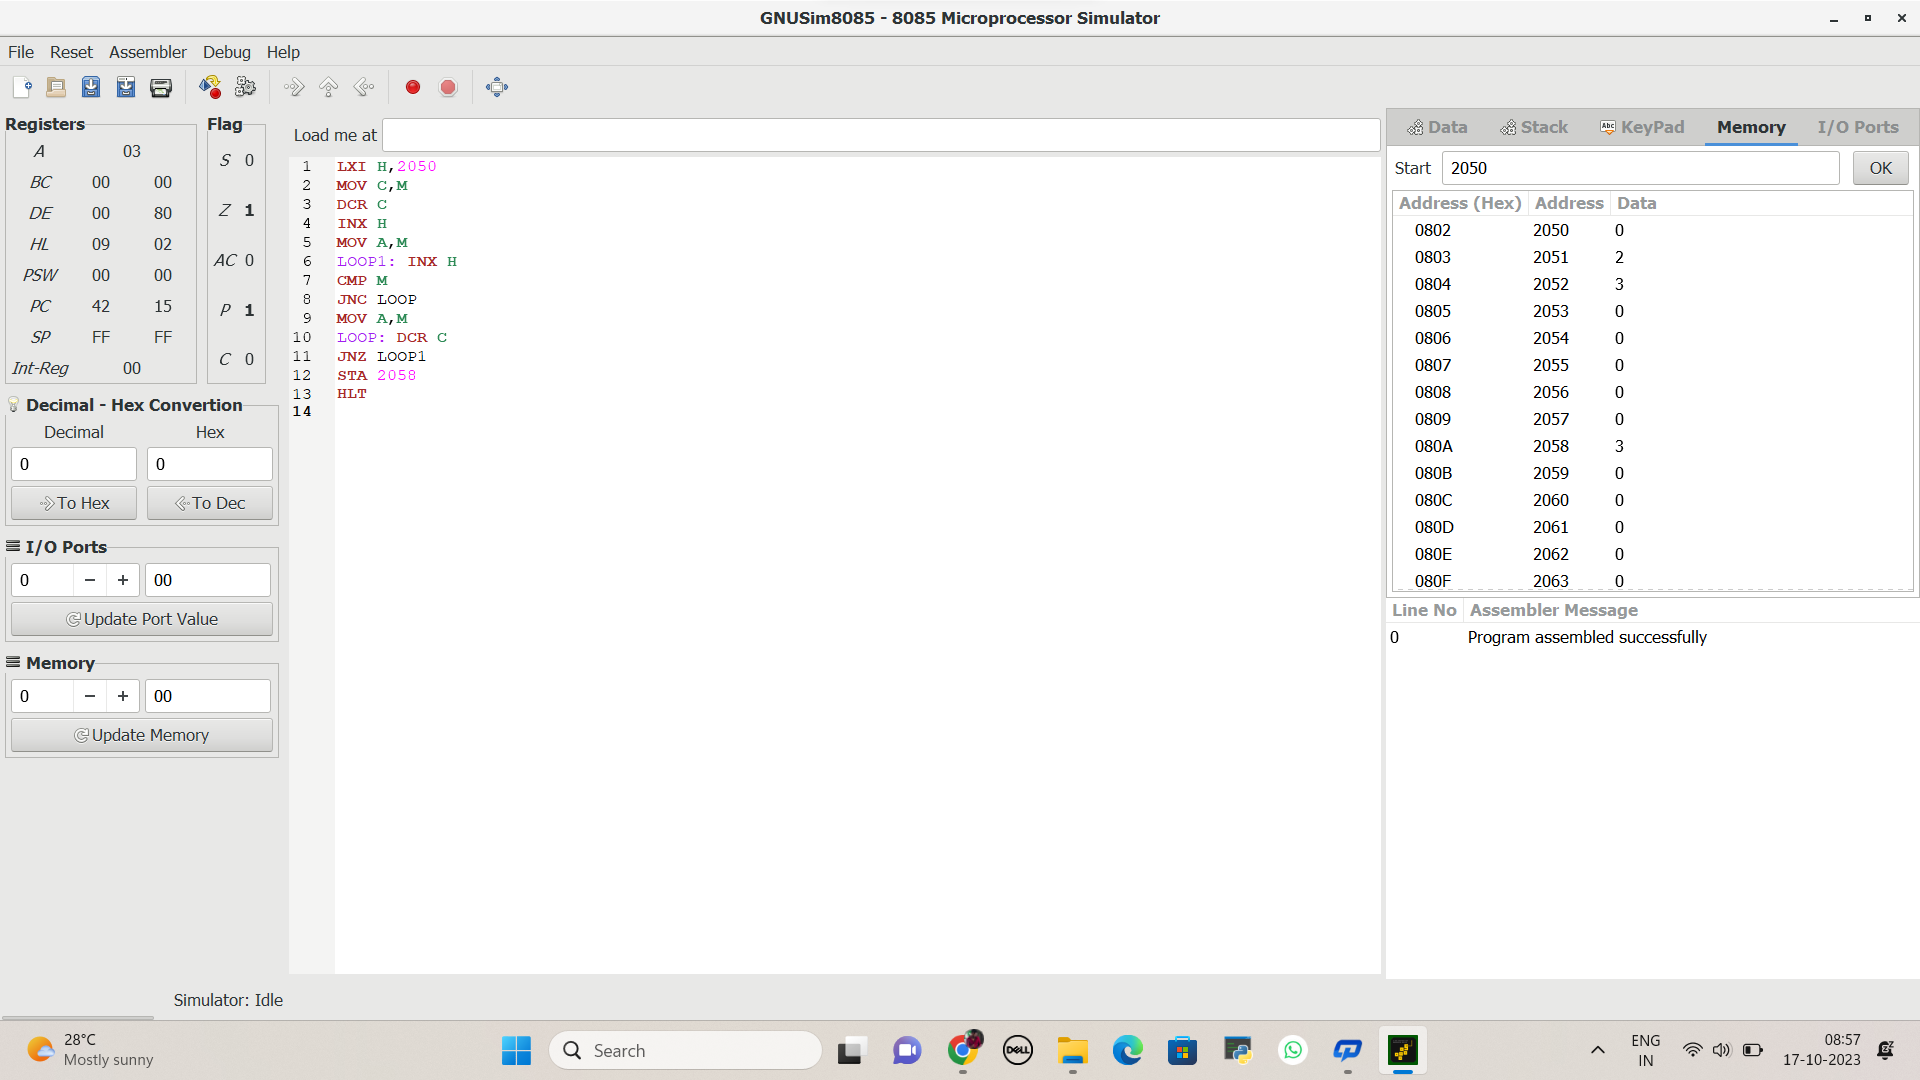 GNUSim8085 - 8085 Microprocessor Simulator
File Reset Assembler Debug Help
Registers
A 03
BC 00 00
DE 00 80
HL 09 02
PSW 00 00
PC 42 15
SP FF FF
Int-Reg 00
Flag
S 0
Z 1
AC 0
P 1
C 0
Decimal - Hex Convertion
Decimal Hex
0 0
To Hex To Dec
I/O Ports
0 - + 00
Update Port Value
Memory
0 - + 00
Update Memory
Load me at
1 LXI H,2050
2 MOV C,M
3 DCR C
4 INX H
5 MOV A,M
6 LOOP1: INX H
7 CMP M
8 JNC LOOP
9 MOV A,M
10 LOOP: DCR C
11 JNZ LOOP1
12 STA 2058
13 HLT
14
Data Stack Abc KeyPad Memory I/O Ports
Start 2050 OK
Address (Hex) Address Data
0802 2050 0
0803 2051 2
0804 2052 3
0805 2053 0
0806 2054 0
0807 2055 0
0808 2056 0
0809 2057 0
080A 2058 3
080B 2059 0
080C 2060 0
080D 2061 0
080E 2062 0
080F 2063 0
Line No Assembler Message
0 Program assembled successfully
Simulator: Idle
28°C
Mostly sunny
Search
DELL
ENG
IN
08:57
17-10-2023